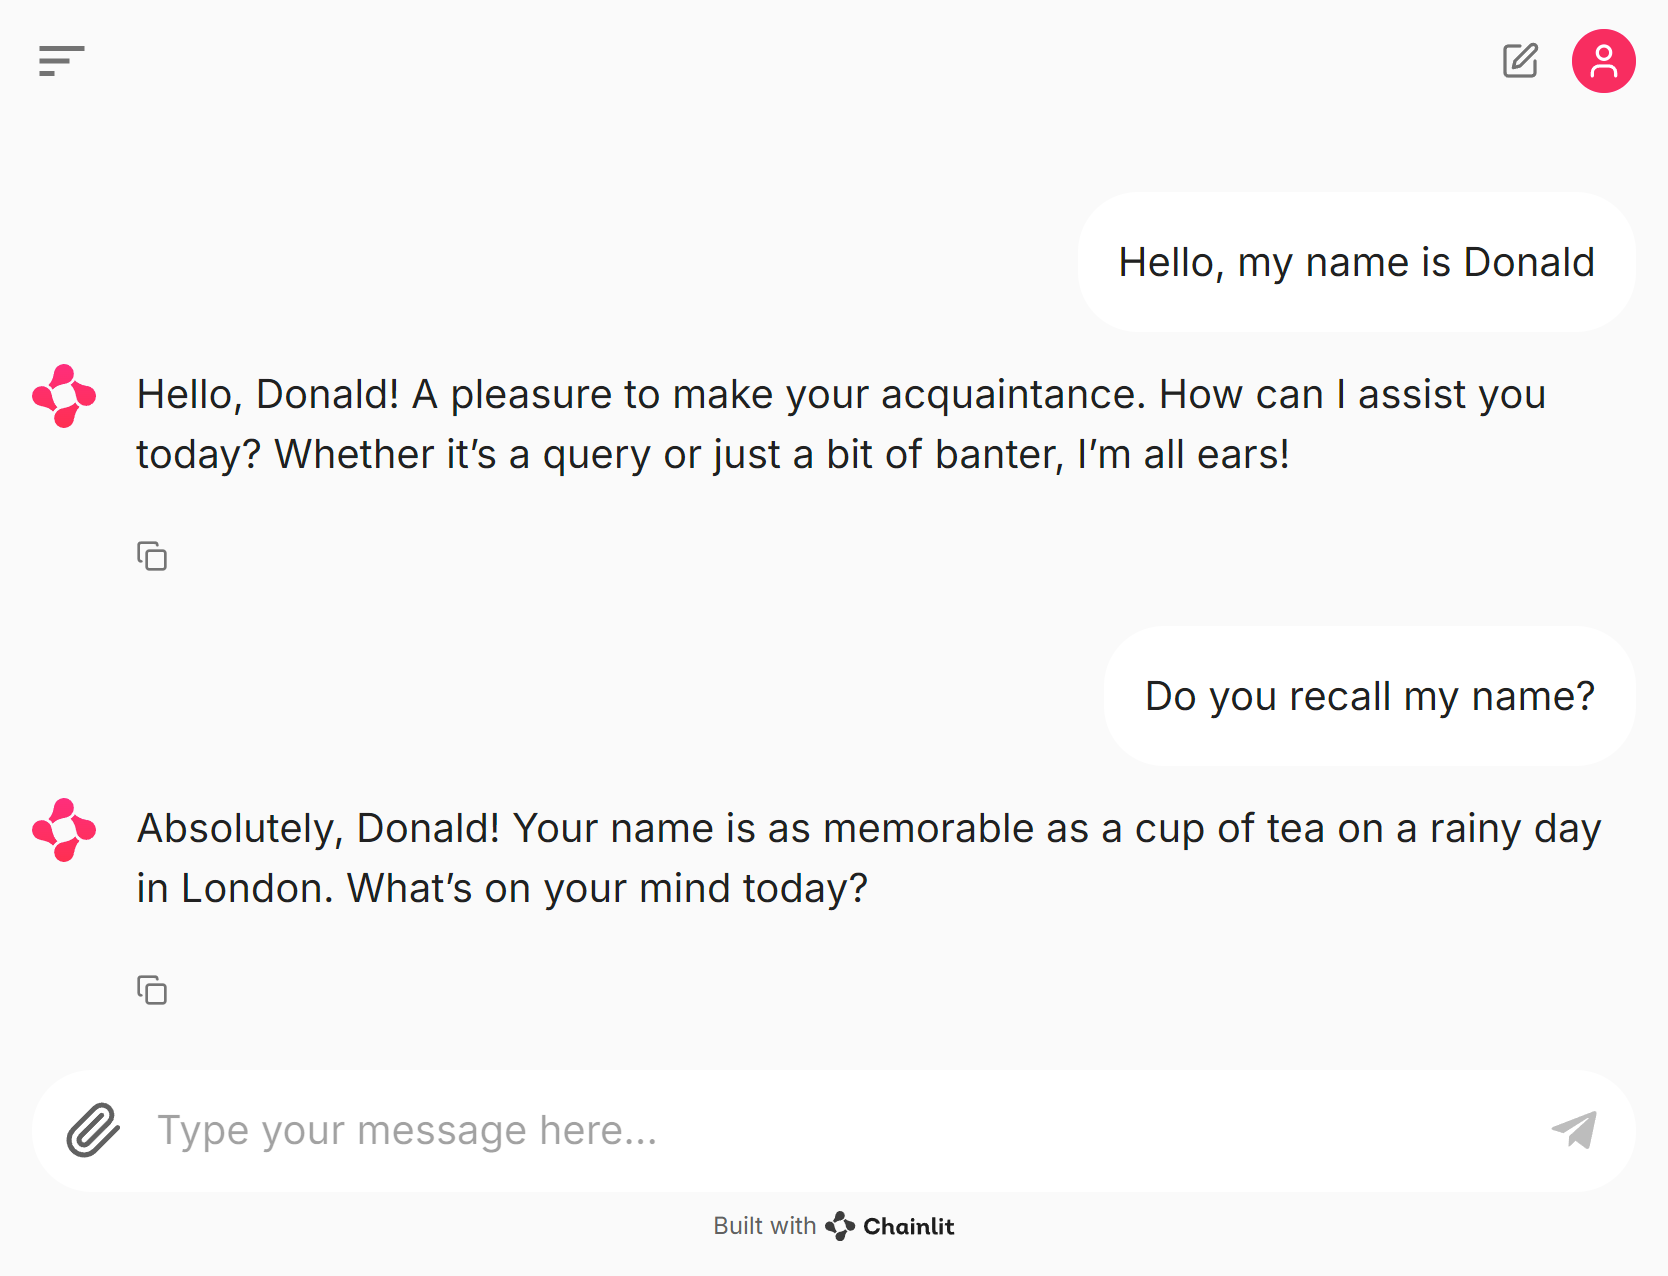 Hello, my name is Donald
Hello, Donald! A pleasure to make your acquaintance. How can I assist you
today? Whether it’s a query or just a bit of banter, I’m all ears!
Do you recall my name?
Absolutely, Donald! Your name is as memorable as a cup of tea on a rainy day
in London. What’s on your mind today?
Type your message here...
Built with Chainlit